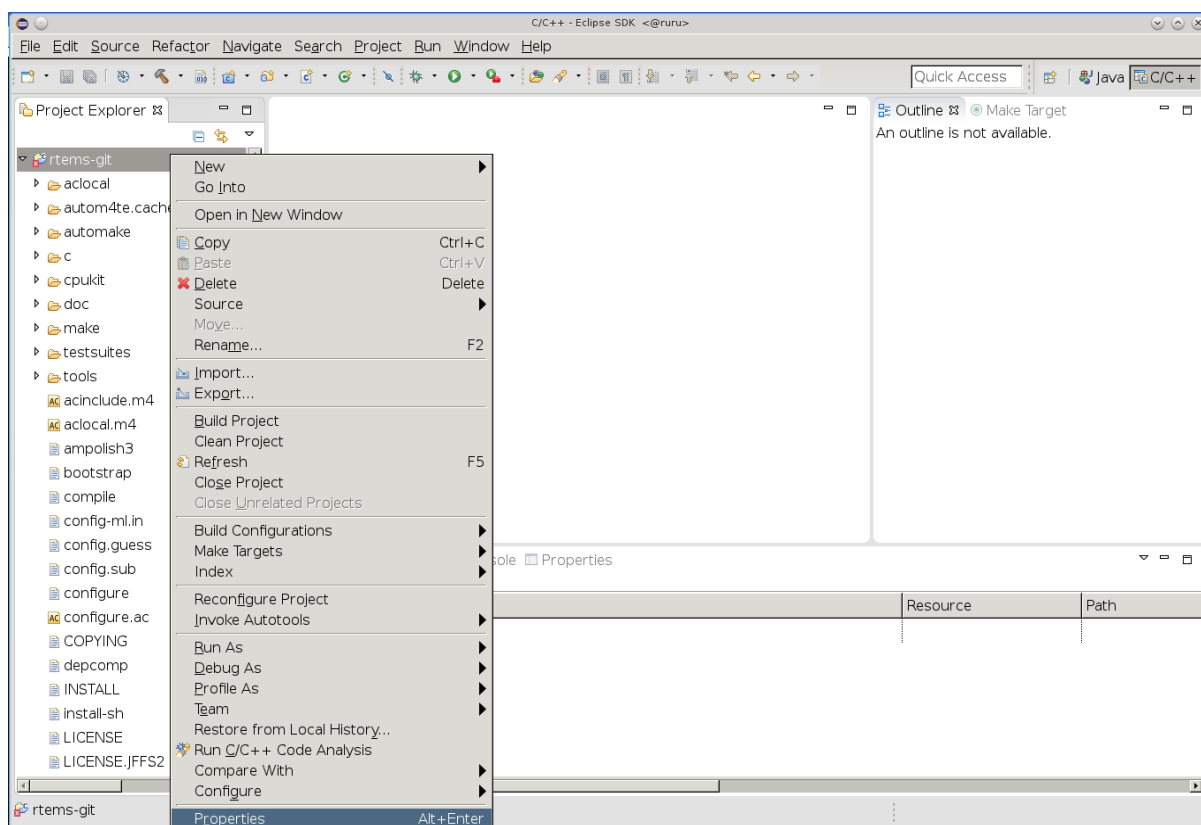 C/C++ - Eclipse SDK <@ruru>
File Edit Source Refactor Navigate Search Project Run Window Help
Quick Access Java C/C++
Project Explorer
Outline Make Target
An outline is not available.
rtems-git
aclocal
autom4te.cache
automake
c
cpukit
doc
make
testsuites
tools
acinclude.m4
aclocal.m4
ampolish3
bootstrap
compile
config-ml.in
config.guess
config.sub
configure
configure.ac
COPYING
depcomp
INSTALL
install-sh
LICENSE
LICENSE.JFFS2
New
Go Into
Open in New Window
Copy Ctrl+C
Paste Ctrl+V
Delete Delete
Source
Move...
Rename... F2
Import...
Export...
Build Project
Clean Project
Refresh F5
Close Project
Close Unrelated Projects
Build Configurations
Make Targets
Index
Reconfigure Project
Invoke Autotools
Run As
Debug As
Profile As
Team
Restore from Local History...
Run C/C++ Code Analysis
Compare With
Configure
Properties Alt+Enter
sole Properties
Resource Path
rtems-git